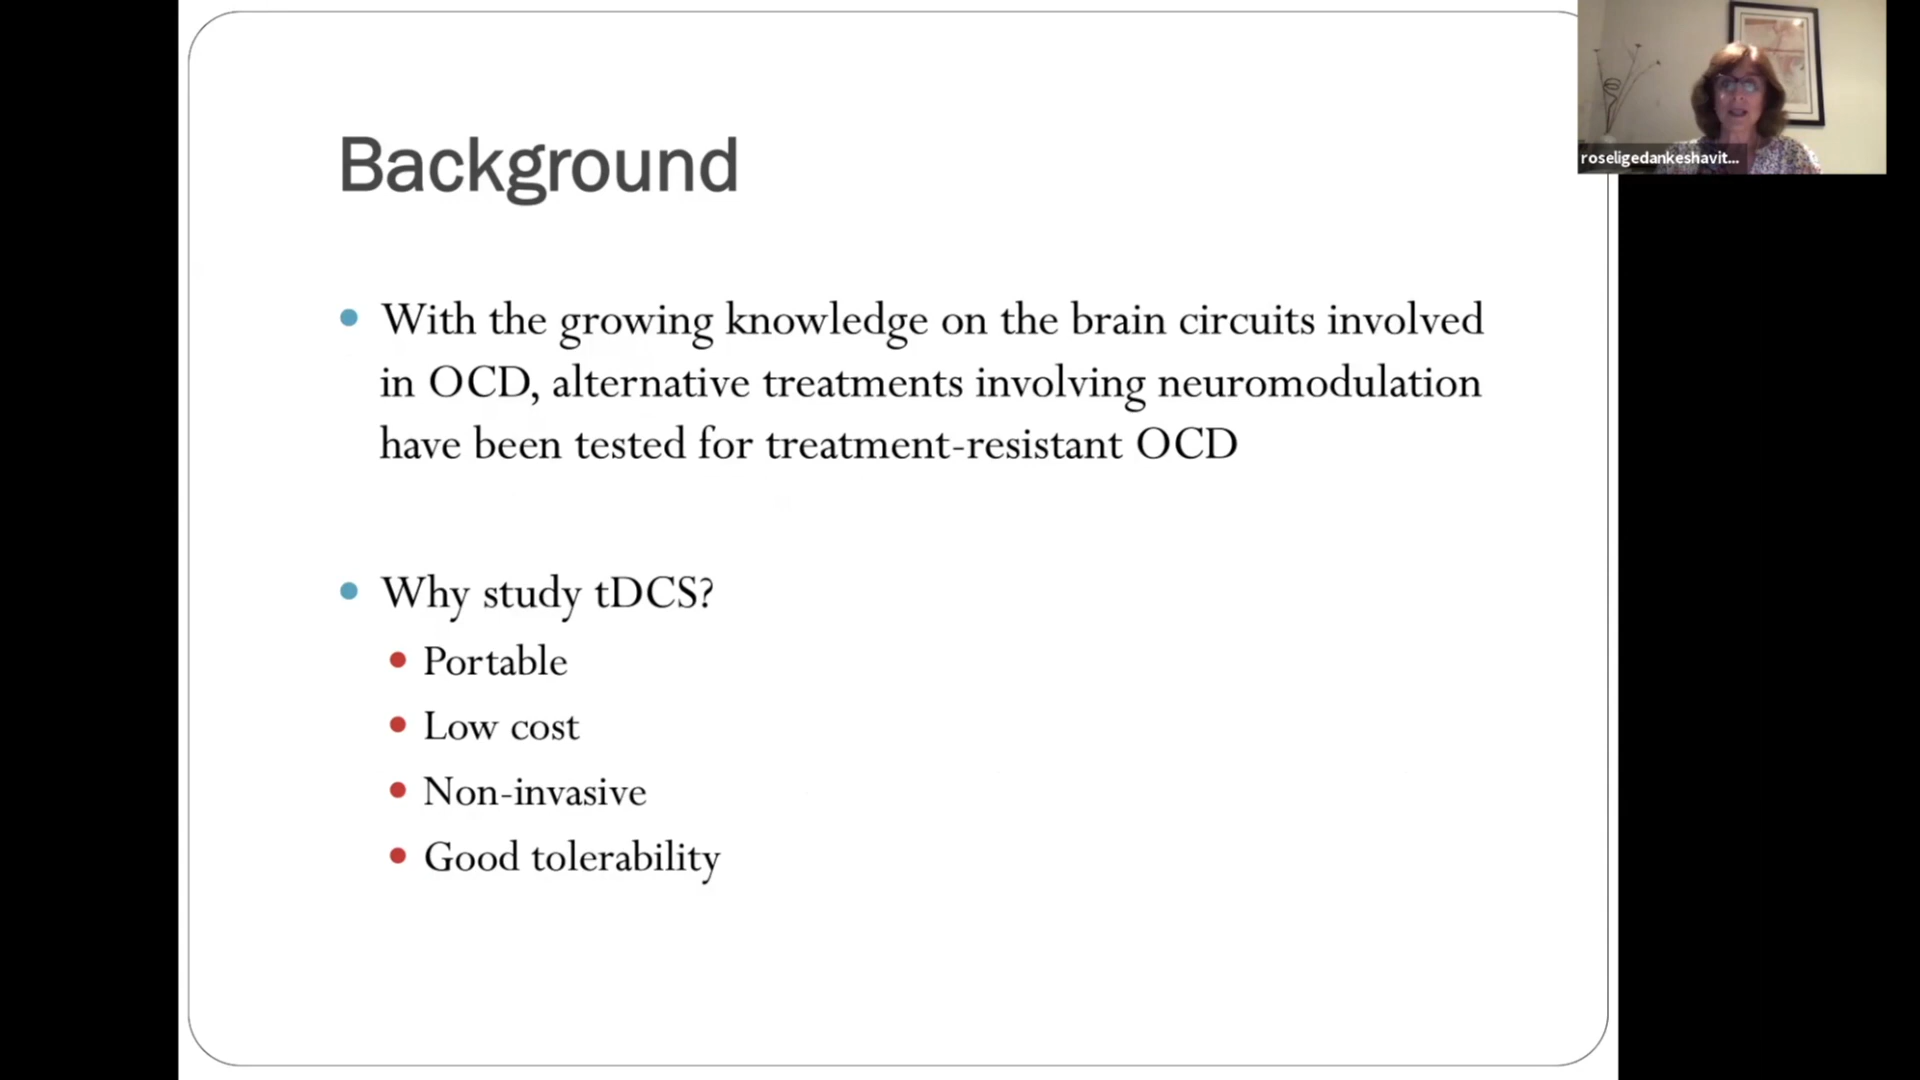 Background
roseligedankeshavit...
With the growing knowledge on the brain circuits involved
in OCD, alternative treatments involving neuromodulation
have been tested for treatment-resistant OCD
Why study tDCS?
Portable
Low cost
Non-invasive
Good tolerability